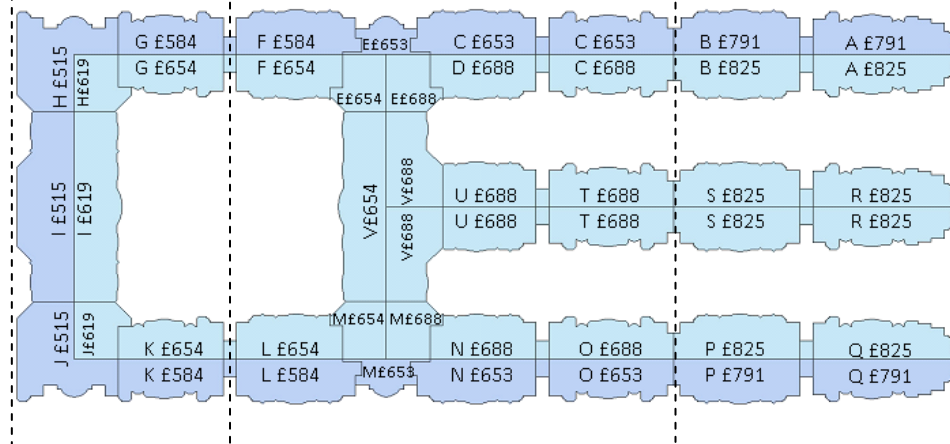 G £584
F £584
E£653
C £653
C £653
B £791
A £791
G £654
F £654
D £688
C £688
B £825
A £825
H £515
H£619
E£654
E£688
I £515
I £619
V£654
V£688
V£688
U £688
T £688
S £825
R £825
U £688
T £688
S £825
R £825
J £515
J£619
M£654
M£688
K £654
L £654
N £688
O £688
P £825
Q £825
K £584
L £584
M£653
N £653
O £653
P £791
Q £791